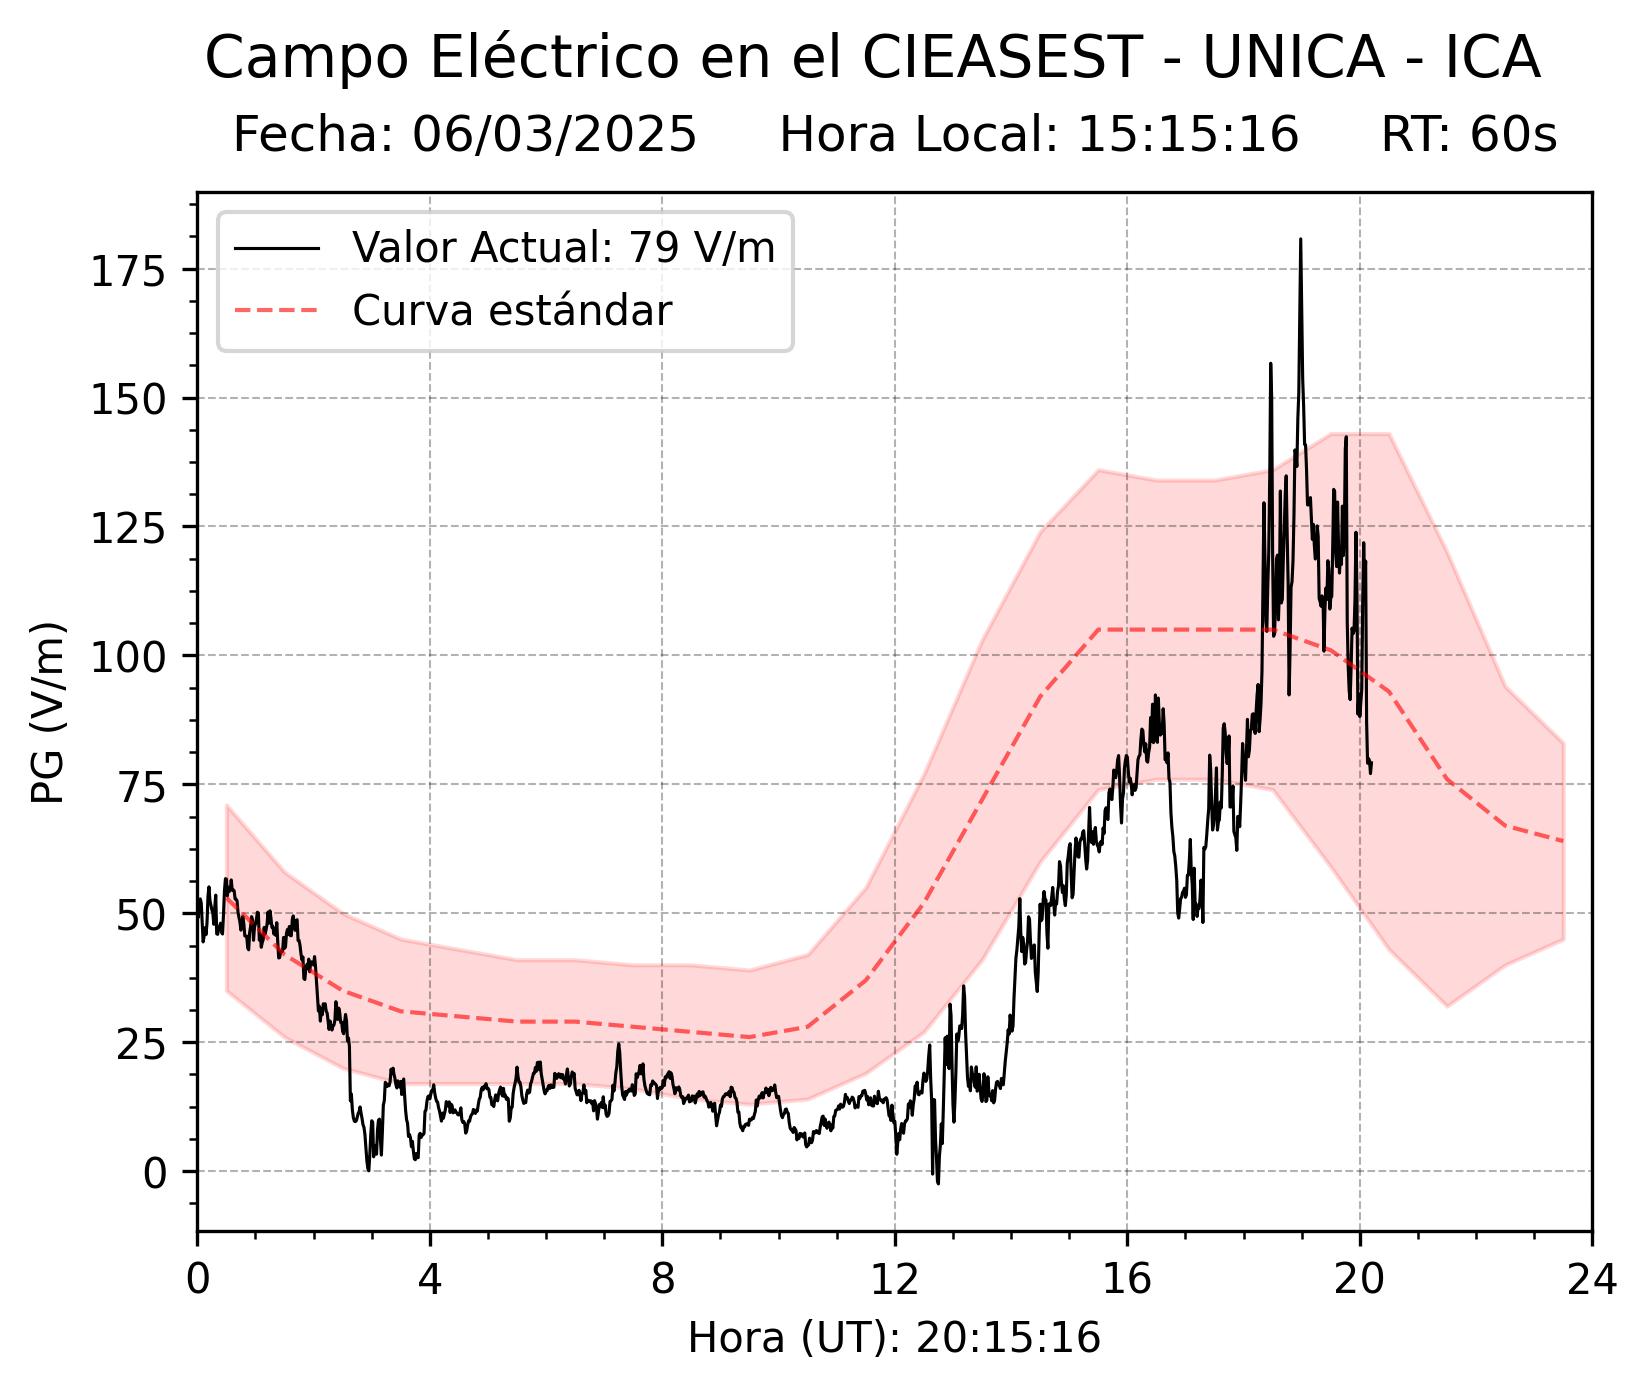 Campo Eléctrico en el CIEASEST - UNICA - ICA
Fecha: 06/03/2025 Hora Local: 15:15:16 RT: 60s
Valor Actual: 79 V/m
Curva estándar
175
150
125
100
75
50
25
0
PG (V/m)
0 4 8 12 16 20 24
Hora (UT): 20:15:16